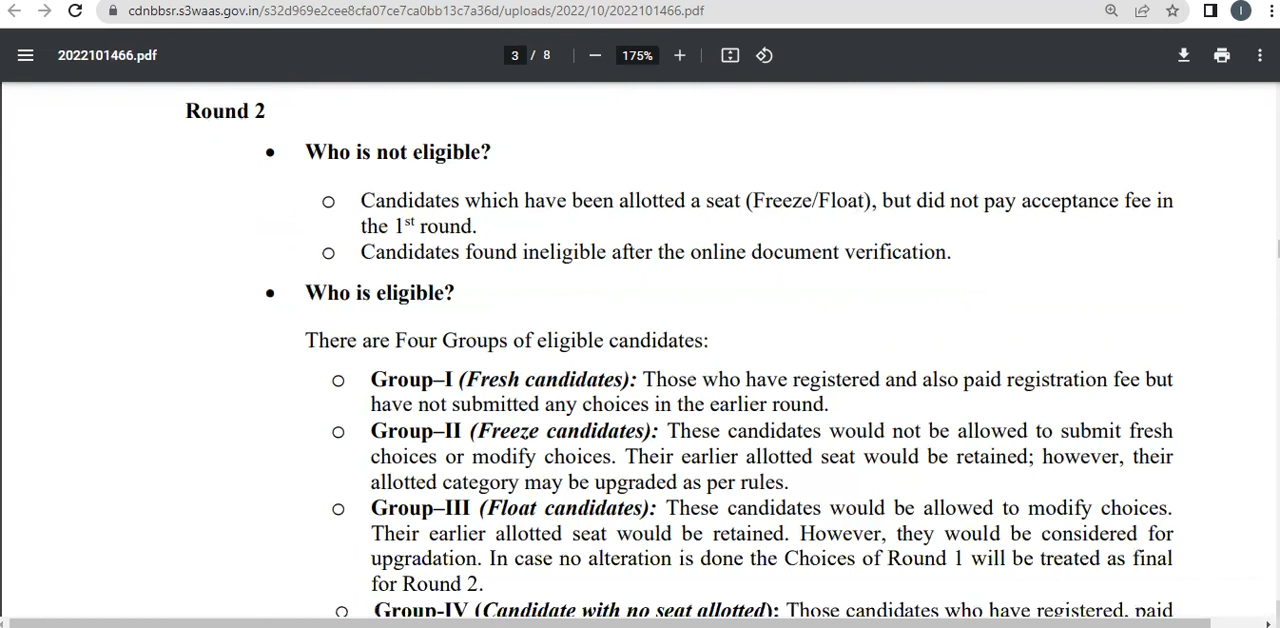 cdnbbsr.s3waas.gov.in/s32d969e2cee8cfa07ce7ca0bb13c7a36d/uploads/2022/10/2022101466.pdf
I
2022101466.pdf
3 / 8
175%
Round 2
• Who is not eligible?
o Candidates which have been allotted a seat (Freeze/Float), but did not pay acceptance fee in
the 1st round.
o Candidates found ineligible after the online document verification.
• Who is eligible?
There are Four Groups of eligible candidates:
o Group–I (Fresh candidates): Those who have registered and also paid registration fee but
have not submitted any choices in the earlier round.
o Group–II (Freeze candidates): These candidates would not be allowed to submit fresh
choices or modify choices. Their earlier allotted seat would be retained; however, their
allotted category may be upgraded as per rules.
o Group–III (Float candidates): These candidates would be allowed to modify choices.
Their earlier allotted seat would be retained. However, they would be considered for
upgradation. In case no alteration is done the Choices of Round 1 will be treated as final
for Round 2.
o Group-IV (Candidate with no seat allotted): Those candidates who have registered, paid